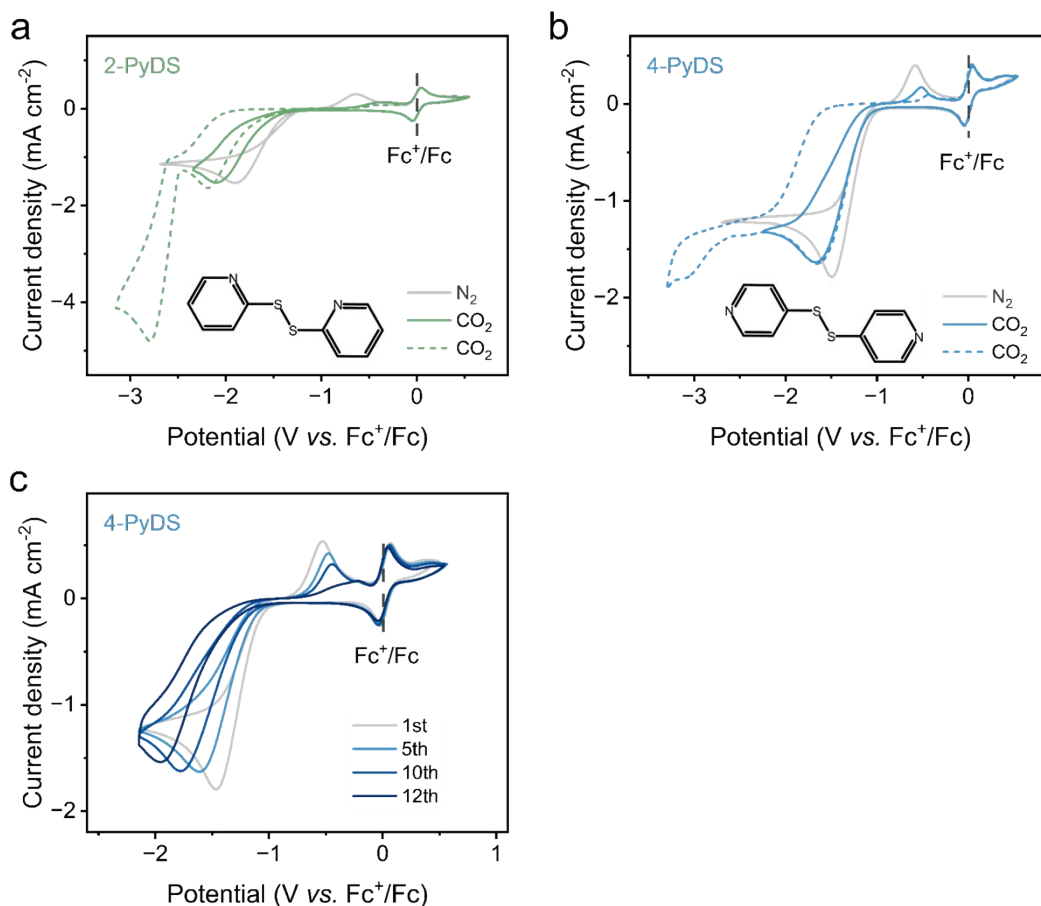 a
2-PyDS
Current density (mA cm⁻²)
0
−2
−4
Fc⁺/Fc
N
S
S
N
N₂
CO₂
CO₂
−3
−2
−1
0
Potential (V vs. Fc⁺/Fc)
b
4-PyDS
Current density (mA cm⁻²)
1
0
−1
−2
Fc⁺/Fc
N
S
S
N
N₂
CO₂
CO₂
−3
−2
−1
0
Potential (V vs. Fc⁺/Fc)
c
4-PyDS
Current density (mA cm⁻²)
0
−1
−2
Fc⁺/Fc
1st
5th
10th
12th
−2
−1
0
1
Potential (V vs. Fc⁺/Fc)